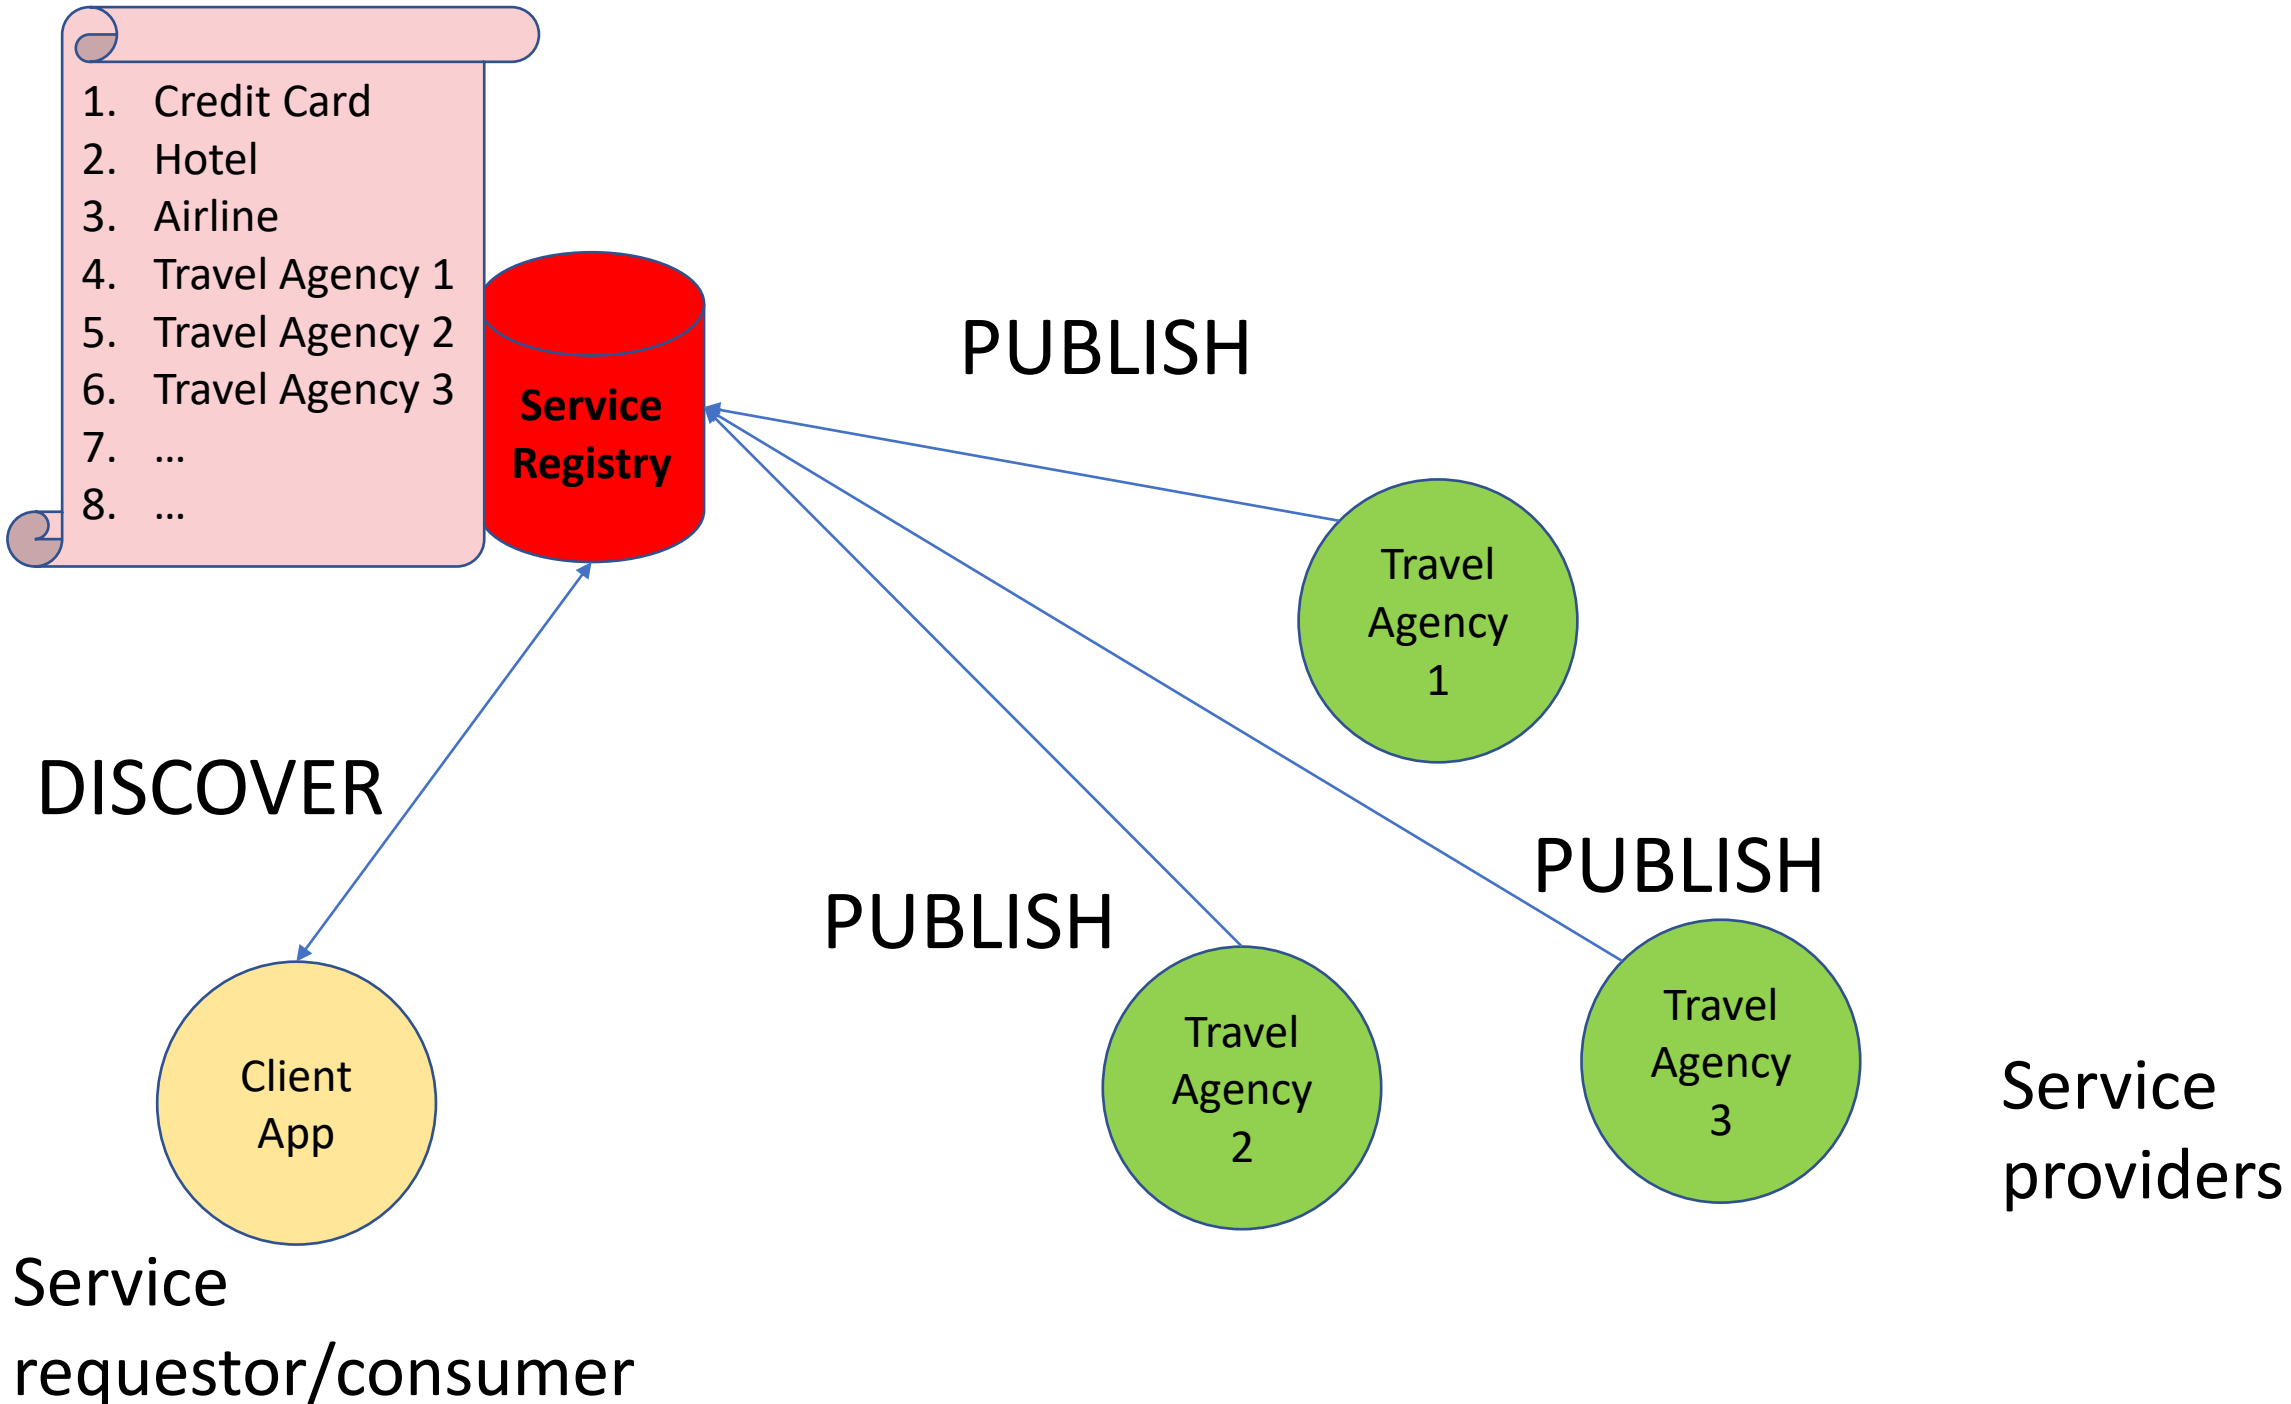 1. Credit Card
2. Hotel
3. Airline
4. Travel Agency 1
5. Travel Agency 2
6. Travel Agency 3
7. ...
8. ...
Service
Registry
PUBLISH
Travel
Agency
1
DISCOVER
PUBLISH
PUBLISH
Client
App
Travel
Agency
2
Travel
Agency
3
Service
providers
Service
requestor/consumer